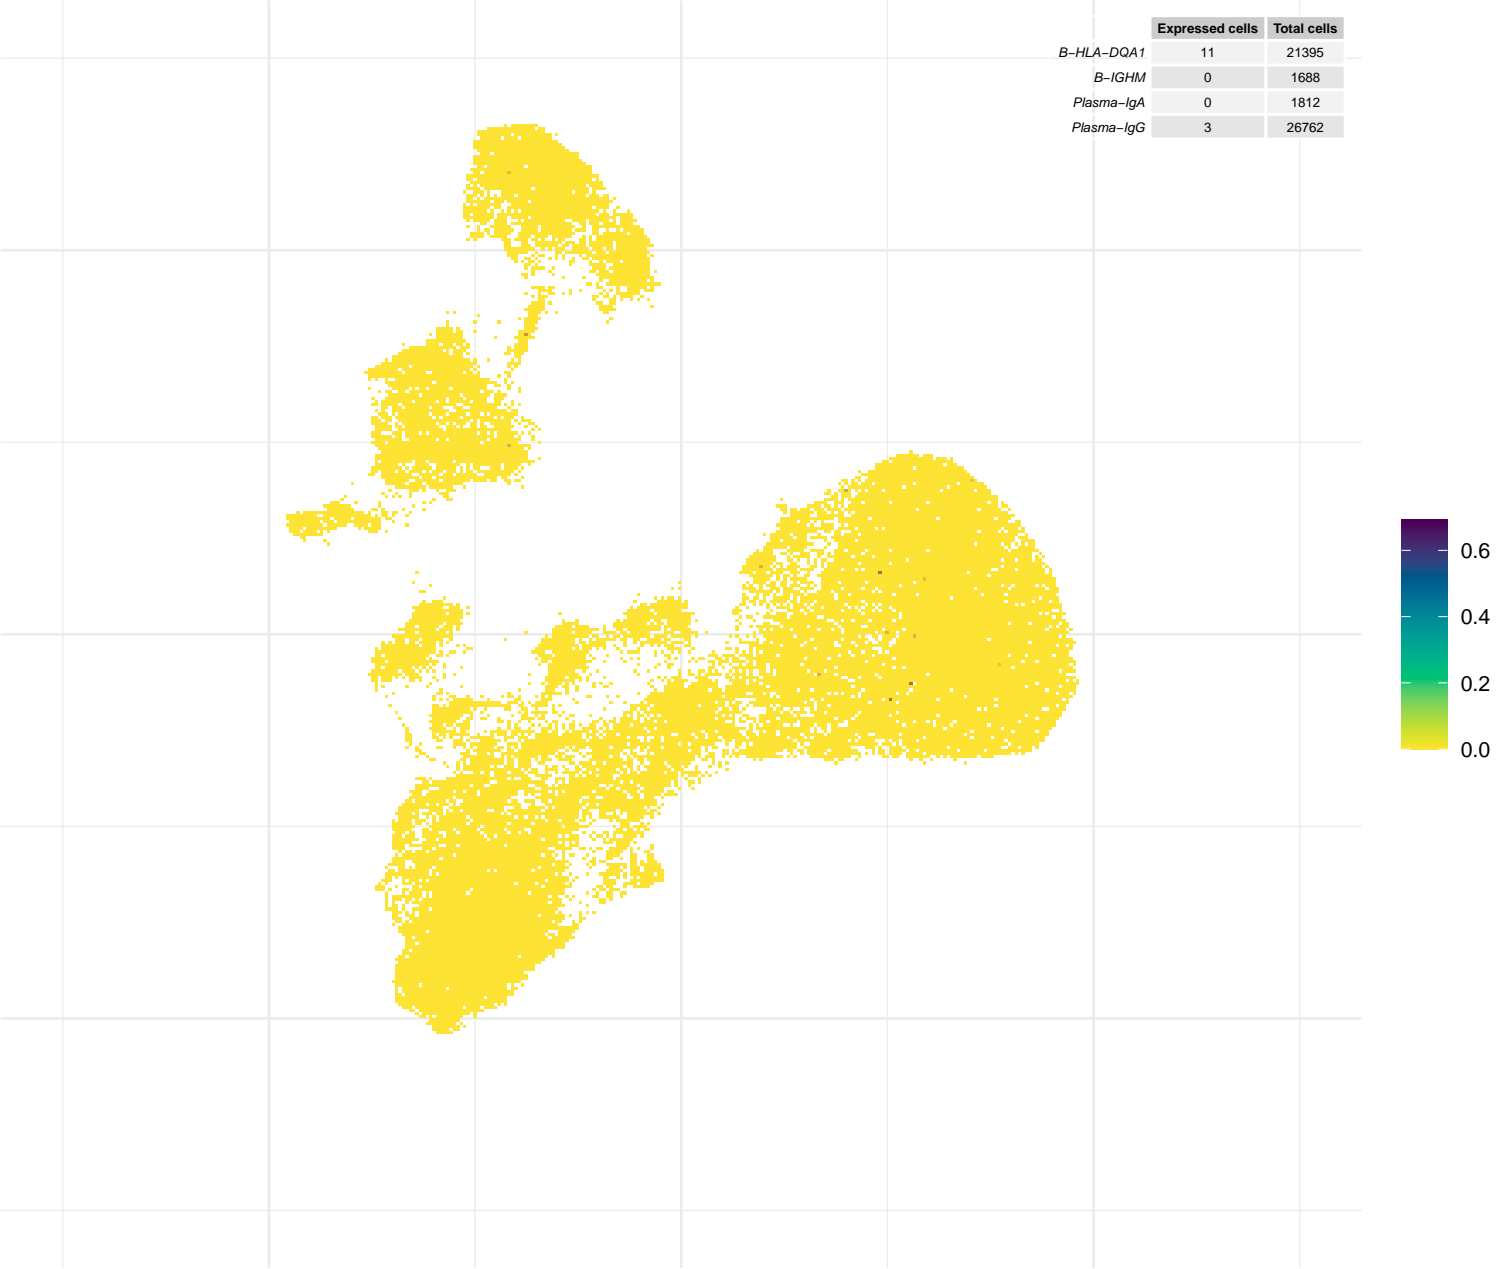 Expressed cells Total cells
B−HLA−DQA1 11 21395
B−IGHM 0 1688
Plasma−IgA 0 1812
Plasma−IgG 3 26762
0.6
0.4
0.2
0.0